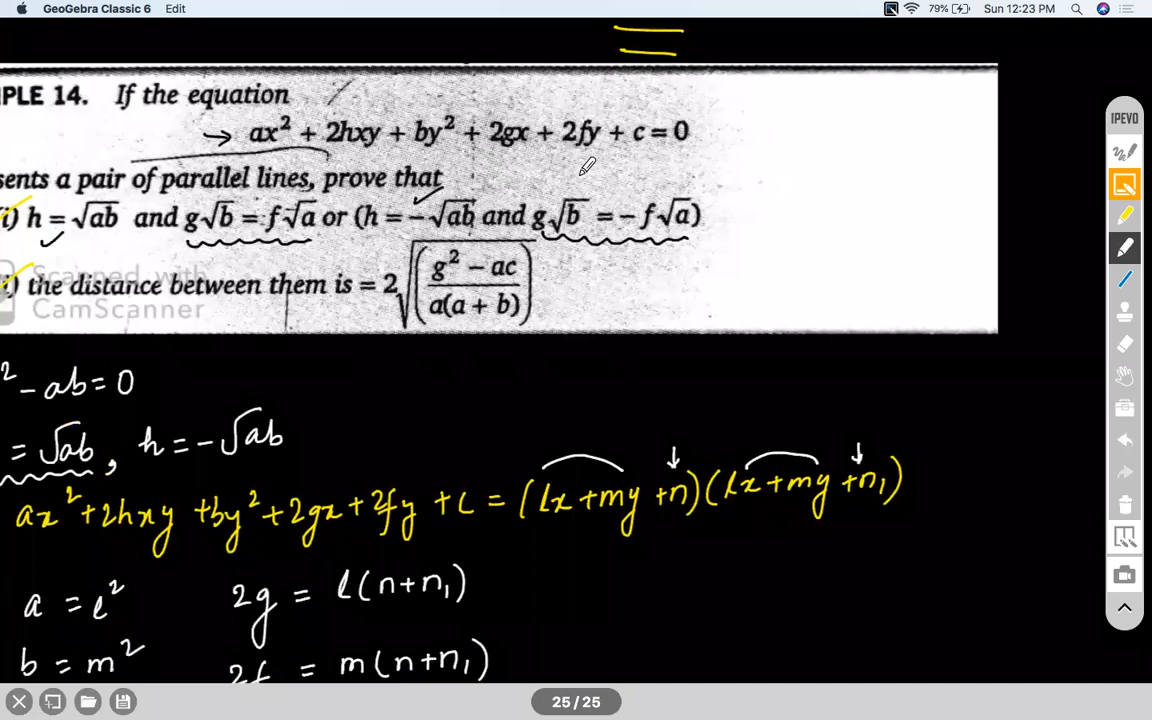 GeoGebra Classic 6 Edit 79% Sun 12:23 PM
IPEVO
PLE 14. If the equation
→ ax² + 2hxy + by² + 2gx + 2fy + c = 0
sents a pair of parallel lines, prove that
i) h = √ab and g√b = f√a or (h = -√ab and g√b = -f√a)
) the distance between them is = 2√((g² - ac)/(a(a + b)))
Scanned with
CamScanner
² - ab = 0
= √ab , h = -√ab
ax² + 2hxy + by² + 2gx + 2fy + c = (lx + my + n)(lx + my + n₁)
a = l² 2g = l(n + n₁)
b = m² 2f = m(n + n₁)
25 / 25